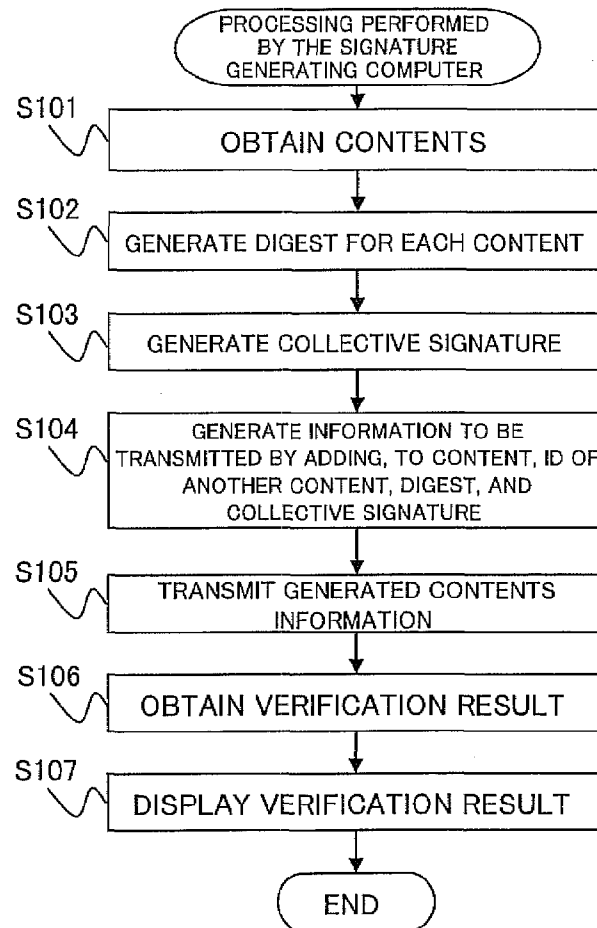 PROCESSING PERFORMED
BY THE SIGNATURE
GENERATING COMPUTER
S101
OBTAIN CONTENTS
S102
GENERATE DIGEST FOR EACH CONTENT
S103
GENERATE COLLECTIVE SIGNATURE
S104
GENERATE INFORMATION TO BE
TRANSMITTED BY ADDING, TO CONTENT, ID OF
ANOTHER CONTENT, DIGEST, AND
COLLECTIVE SIGNATURE
S105
TRANSMIT GENERATED CONTENTS
INFORMATION
S106
OBTAIN VERIFICATION RESULT
S107
DISPLAY VERIFICATION RESULT
END